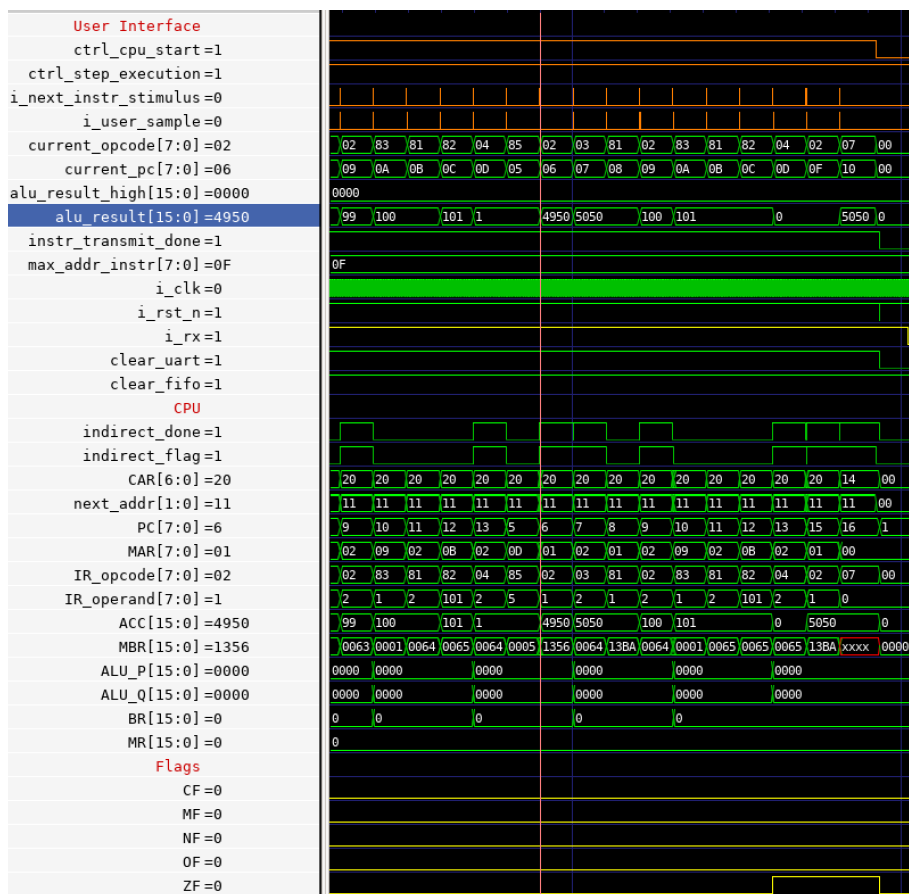 User Interface
ctrl_cpu_start=1
ctrl_step_execution=1
i_next_instr_stimulus=0
i_user_sample=0
current_opcode[7:0]=02 02 83 81 82 04 85 02 03 81 02 83 81 82 04 02 07 00
current_pc[7:0]=06 09 0A 0B 0C 0D 05 06 07 08 09 0A 0B 0C 0D 0F 10 00
alu_result_high[15:0]=0000 0000
alu_result[15:0]=4950 99 100 101 1 4950 5050 100 101 0 5050 0
instr_transmit_done=1
max_addr_instr[7:0]=0F 0F
i_clk=0
i_rst_n=1
i_rx=1
clear_uart=1
clear_fifo=1
CPU
indirect_done=1
indirect_flag=1
CAR[6:0]=20 20 20 20 20 20 20 20 20 20 20 20 20 20 20 20 14 00
next_addr[1:0]=11 11 11 11 11 11 11 11 11 11 11 11 11 11 11 11 11 00
PC[7:0]=6 9 10 11 12 13 5 6 7 8 9 10 11 12 13 15 16 1
MAR[7:0]=01 02 09 02 0B 02 0D 01 02 01 02 09 02 0B 02 01 00
IR_opcode[7:0]=02 02 83 81 82 04 85 02 03 81 02 83 81 82 04 02 07 00
IR_operand[7:0]=1 2 1 2 101 2 5 1 2 1 2 1 2 101 2 1 0
ACC[15:0]=4950 99 100 101 1 4950 5050 100 101 0 5050 0
MBR[15:0]=1356 0063 0001 0064 0065 0064 0005 1356 0064 13BA 0064 0001 0065 0065 0065 13BA xxxx 0000
ALU_P[15:0]=0000 0000 0000 0000 0000 0000 0000
ALU_Q[15:0]=0000 0000 0000 0000 0000 0000 0000
BR[15:0]=0 0 0 0 0 0
MR[15:0]=0 0
Flags
CF=0
MF=0
NF=0
OF=0
ZF=0